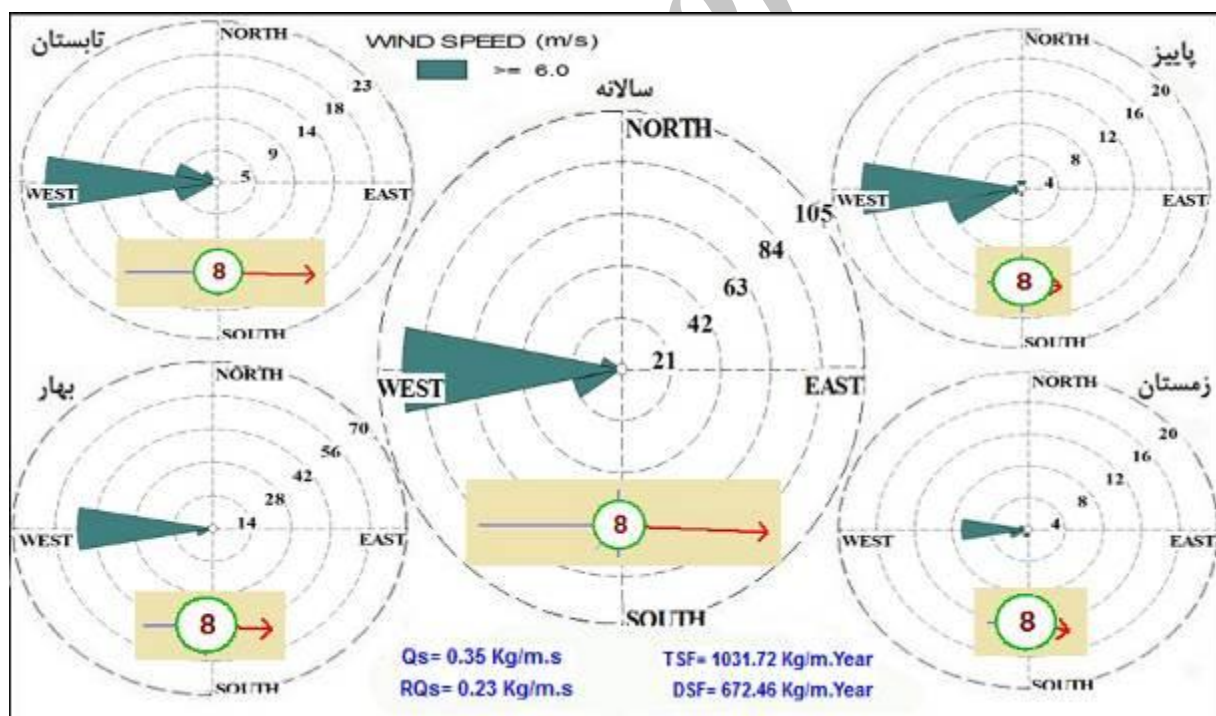 تابستان
NORTH
23
18
14
9
5
WEST
EAST
8
SOUTH
WIND SPEED (m/s)
>= 6.0
سالانه
NORTH
105
84
63
42
21
WEST
EAST
8
SOUTH
پاییز
NORTH
20
16
12
8
4
WEST
EAST
8
SOUTH
بهار
NORTH
70
56
42
28
14
WEST
EAST
8
SOUTH
زمستان
NORTH
20
16
12
8
4
WEST
EAST
8
SOUTH
Qs= 0.35 Kg/m.s
TSF= 1031.72 Kg/m.Year
RQs= 0.23 Kg/m.s
DSF= 672.46 Kg/m.Year